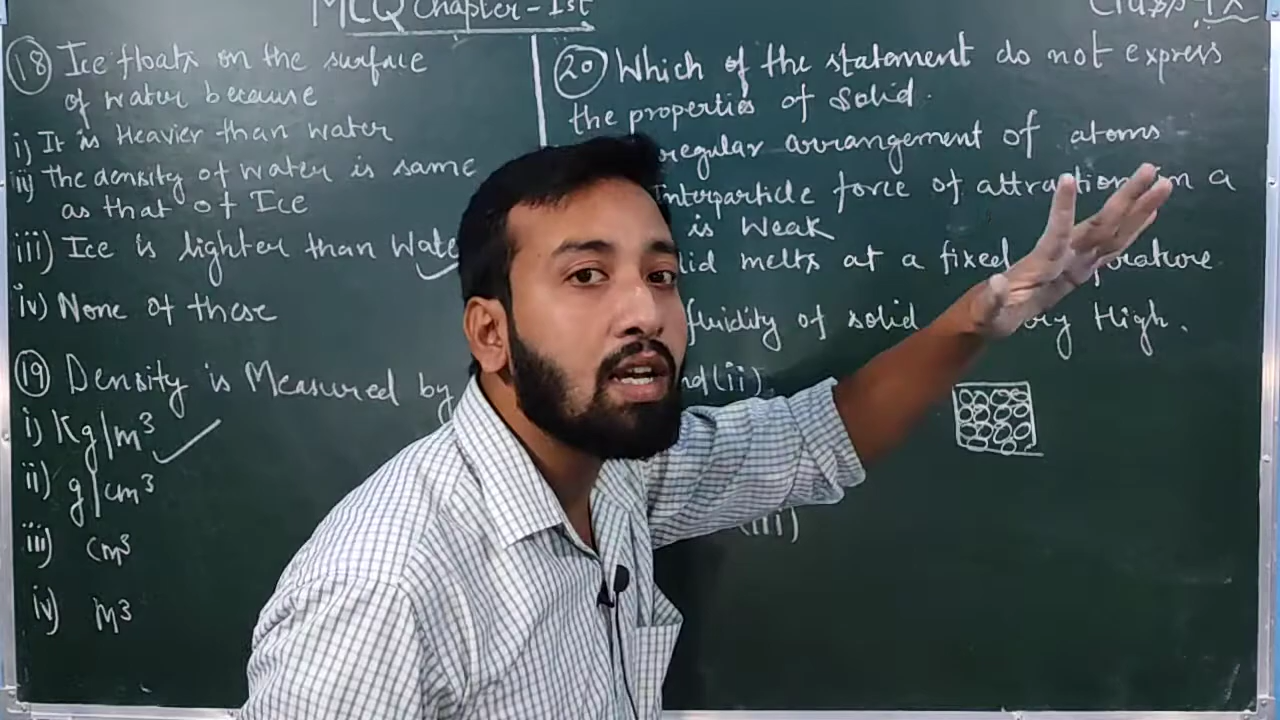 MCQ Chapter - Ist
Class IX
18 Ice floats on the surface
of water because
i) It is Heavier than water
ii) The density of water is same
as that of Ice
iii) Ice is lighter than
iv) None of these
19 Density is Measured by
i) Kg/m³
ii) g/cm³
iii) Cm³
iv) M³
20 Which of the statement do not express
the properties of solid.
regular arrangement of atoms
Interparticle force of attraction in a
is weak
melts at a fixed
fluidity of solid High.
(ii)
(iii)